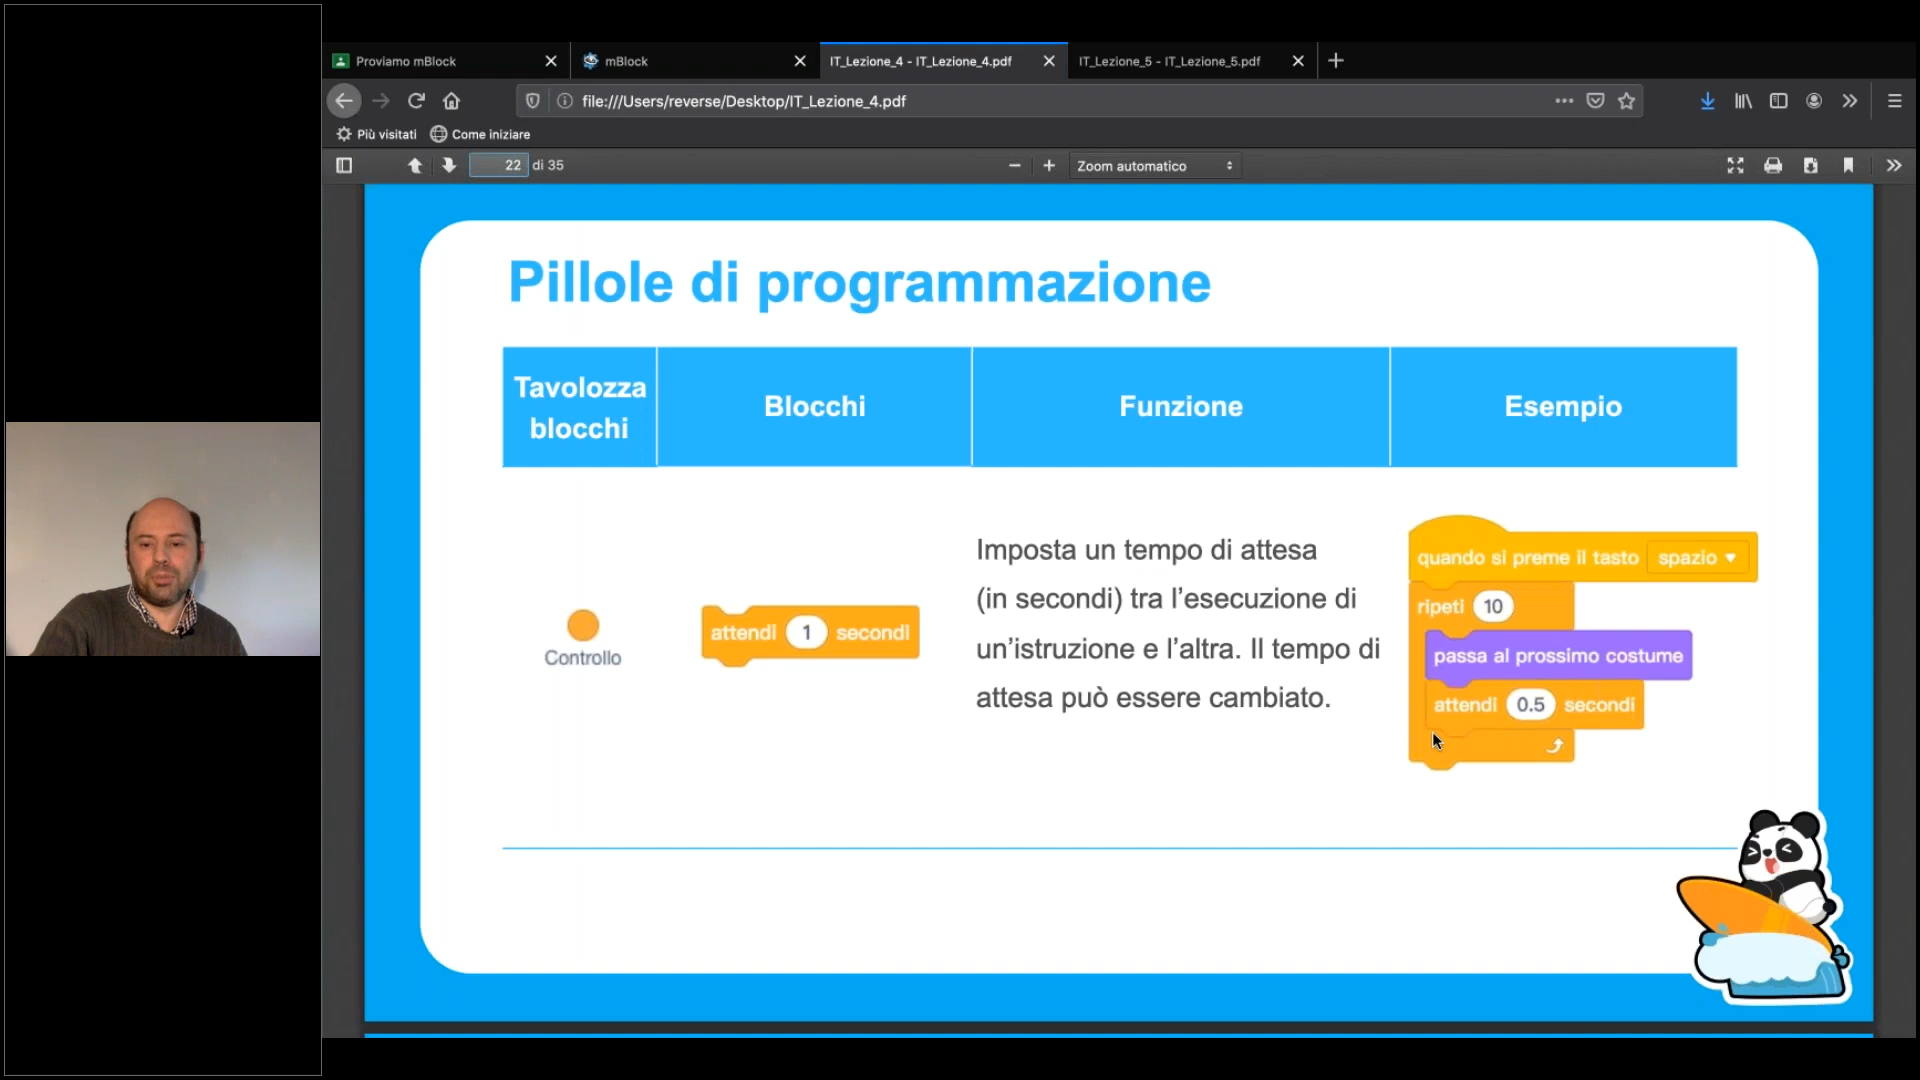 Proviamo mBlock
mBlock
IT_Lezione_4 - IT_Lezione_4.pdf
IT_Lezione_5 - IT_Lezione_5.pdf
file:///Users/reverse/Desktop/IT_Lezione_4.pdf
Più visitati
Come iniziare
22 di 35
Zoom automatico
Pillole di programmazione
Tavolozza
blocchi
Blocchi
Funzione
Esempio
Controllo
attendi 1 secondi
Imposta un tempo di attesa
(in secondi) tra l’esecuzione di
un’istruzione e l’altra. Il tempo di
attesa può essere cambiato.
quando si preme il tasto spazio
ripeti 10
passa al prossimo costume
attendi 0.5 secondi